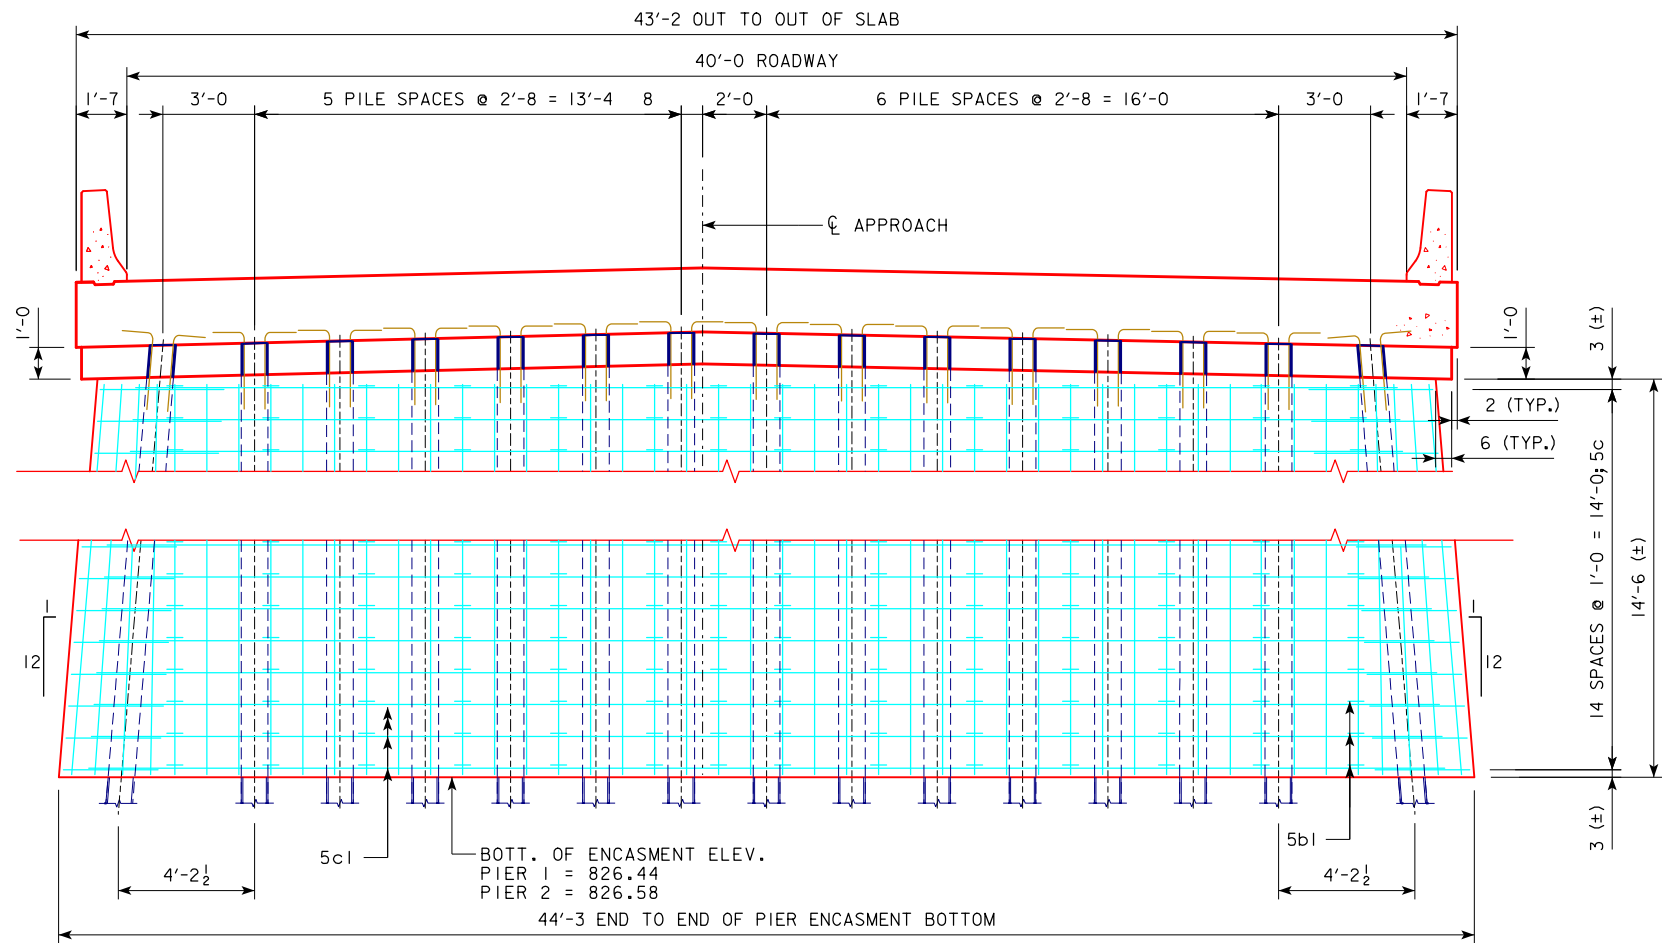 43'-2 OUT TO OUT OF SLAB
40'-0 ROADWAY
1'-7
3'-0
5 PILE SPACES @ 2'-8 = 13'-4
8
2'-0
6 PILE SPACES @ 2'-8 = 16'-0
3'-0
1'-7
℄ APPROACH
1'-0
1'-0
3 (±)
2 (TYP.)
6 (TYP.)
14 SPACES @ 1'-0 = 14'-0; 5c
14'-6 (±)
1
12
1
12
3 (±)
5c1
BOTT. OF ENCASMENT ELEV.
PIER 1 = 826.44
PIER 2 = 826.58
5b1
4'-2½
4'-2½
44'-3 END TO END OF PIER ENCASMENT BOTTOM